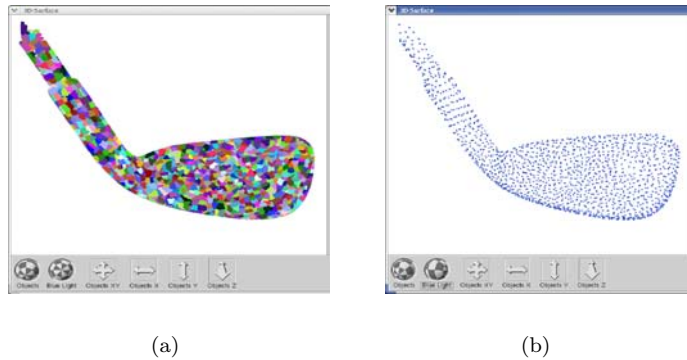 3D-Surface
3D-Surface
Objects Blue Light Objects XY Objects X Objects Y Objects Z
Objects Blue Light Objects XY Objects X Objects Y Objects Z
(a)
(b)